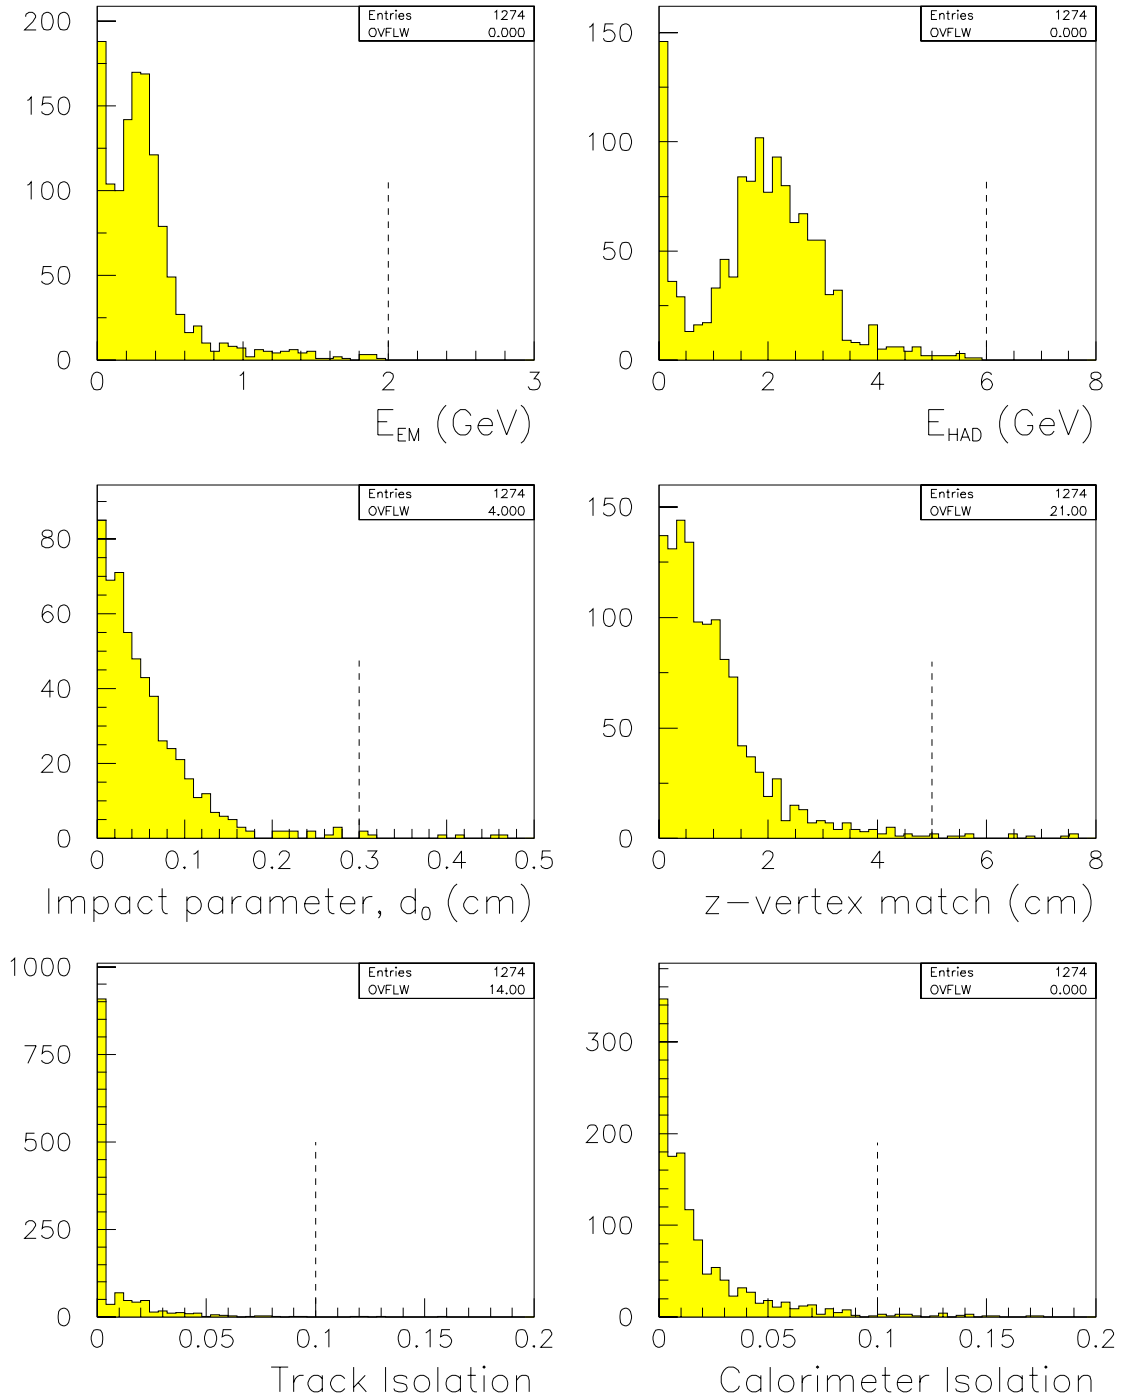 Entries 1274
OVFLW 0.000
200
150
100
50
0
0 1 2 3
E_EM (GeV)
Entries 1274
OVFLW 0.000
150
100
50
0
0 2 4 6 8
E_HAD (GeV)
Entries 1274
OVFLW 4.000
80
60
40
20
0
0 0.1 0.2 0.3 0.4 0.5
Impact parameter, d_0 (cm)
Entries 1274
OVFLW 21.00
150
100
50
0
0 2 4 6 8
z-vertex match (cm)
Entries 1274
OVFLW 14.00
1000
750
500
250
0
0 0.05 0.1 0.15 0.2
Track Isolation
Entries 1274
OVFLW 0.000
300
200
100
0
0 0.05 0.1 0.15 0.2
Calorimeter Isolation